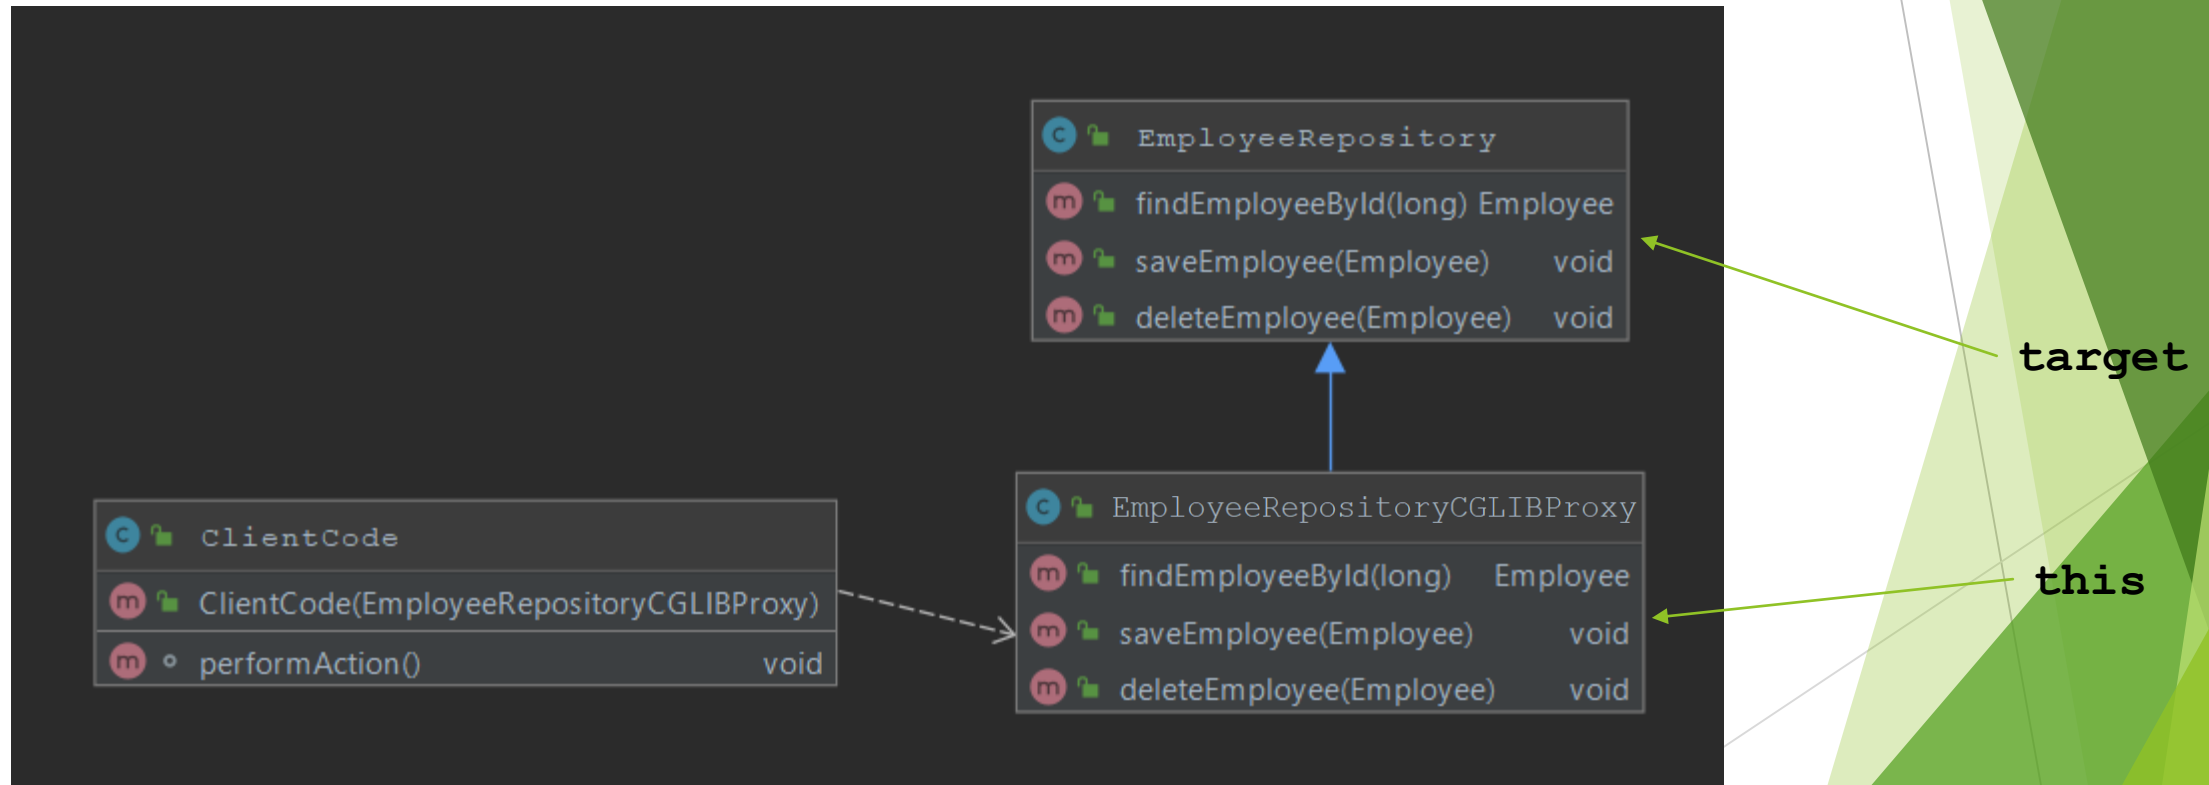 EmployeeRepository
findEmployeeById(long) Employee
saveEmployee(Employee) void
deleteEmployee(Employee) void
target
EmployeeRepositoryCGLIBProxy
findEmployeeById(long) Employee
saveEmployee(Employee) void
deleteEmployee(Employee) void
this
ClientCode
ClientCode(EmployeeRepositoryCGLIBProxy)
performAction() void